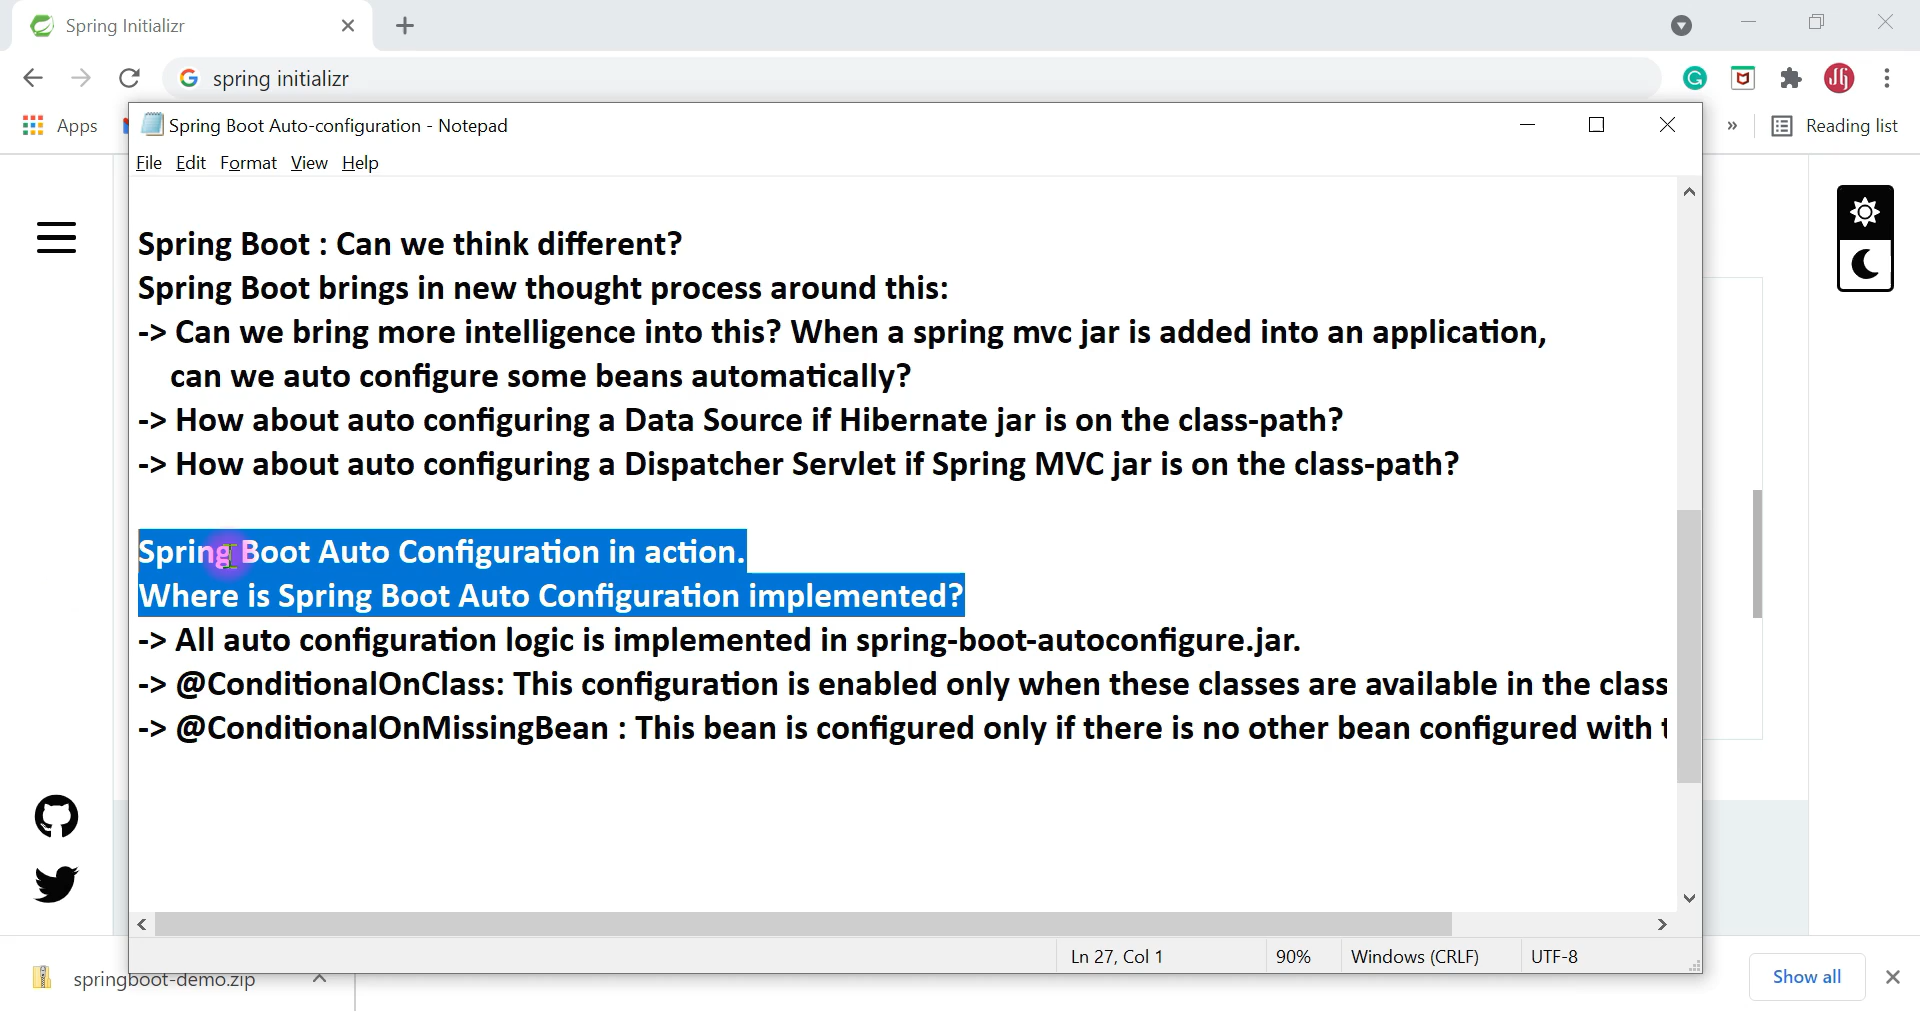 Spring Initializr
spring initializr
Apps
Reading list
Spring Boot Auto-configuration - Notepad
File Edit Format View Help
Spring Boot : Can we think different?
Spring Boot brings in new thought process around this:
-> Can we bring more intelligence into this? When a spring mvc jar is added into an application,
can we auto configure some beans automatically?
-> How about auto configuring a Data Source if Hibernate jar is on the class-path?
-> How about auto configuring a Dispatcher Servlet if Spring MVC jar is on the class-path?
Spring Boot Auto Configuration in action.
Where is Spring Boot Auto Configuration implemented?
-> All auto configuration logic is implemented in spring-boot-autoconfigure.jar.
-> @ConditionalOnClass: This configuration is enabled only when these classes are available in the class
-> @ConditionalOnMissingBean : This bean is configured only if there is no other bean configured with t
Ln 27, Col 1 90% Windows (CRLF) UTF-8
springboot-demo.zip
Show all